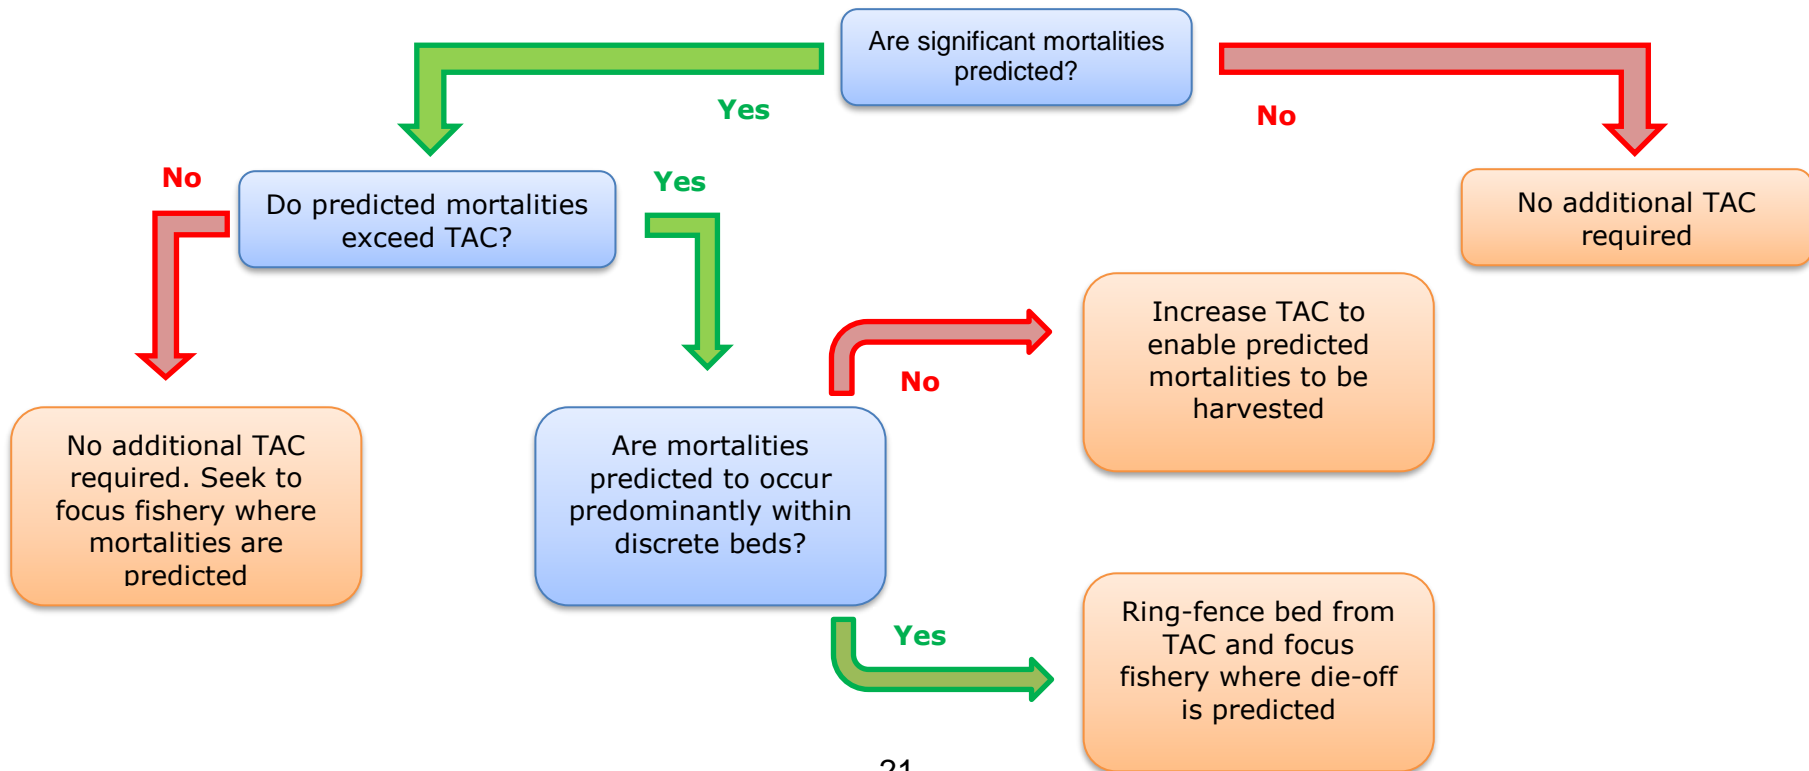 Are significant mortalities
predicted?
Yes
No
No
Do predicted mortalities
exceed TAC?
Yes
No additional TAC
required
Increase TAC to
enable predicted
mortalities to be
harvested
No
No additional TAC
required. Seek to
focus fishery where
mortalities are
predicted
Are mortalities
predicted to occur
predominantly within
discrete beds?
Yes
Ring-fence bed from
TAC and focus
fishery where die-off
is predicted
21